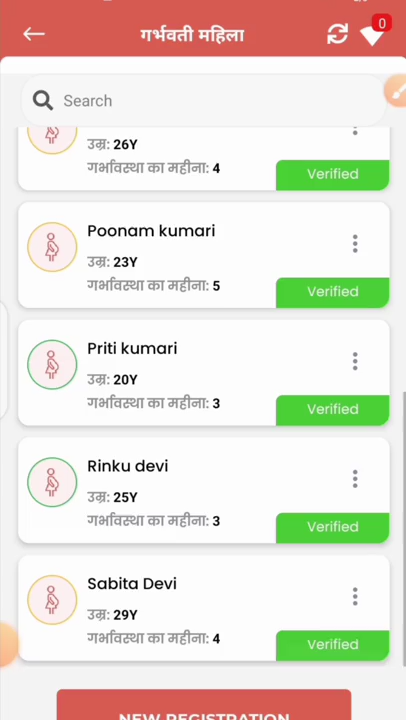 गर्भवती महिला
0
Search
उम्र: 26Y
गर्भावस्था का महीना: 4
Verified
Poonam kumari
उम्र: 23Y
गर्भावस्था का महीना: 5
Verified
Priti kumari
उम्र: 20Y
गर्भावस्था का महीना: 3
Verified
Rinku devi
उम्र: 25Y
गर्भावस्था का महीना: 3
Verified
Sabita Devi
उम्र: 29Y
गर्भावस्था का महीना: 4
Verified
NEW REGISTRATION